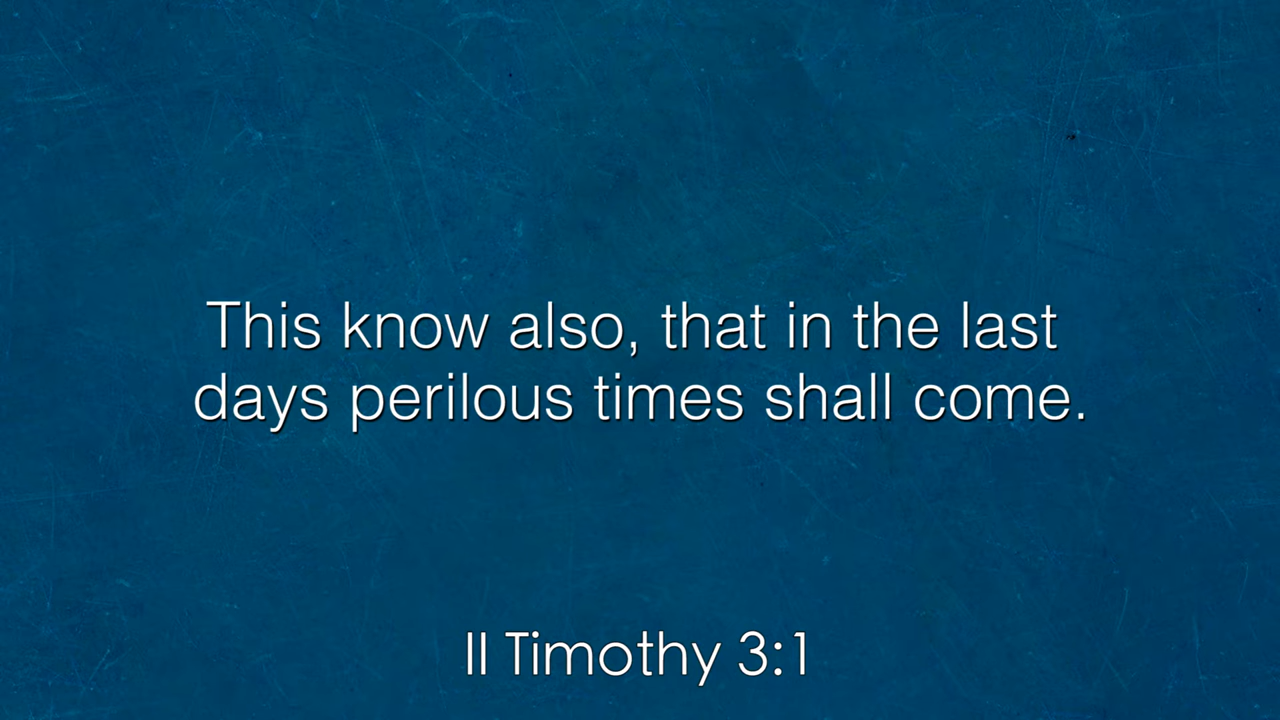 This know also, that in the last
days perilous times shall come.
II Timothy 3:1